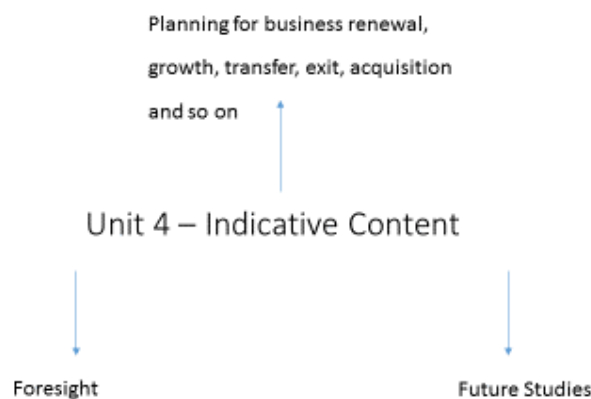 Planning for business renewal,
growth, transfer, exit, acquisition
and so on
Unit 4 – Indicative Content
Foresight
Future Studies